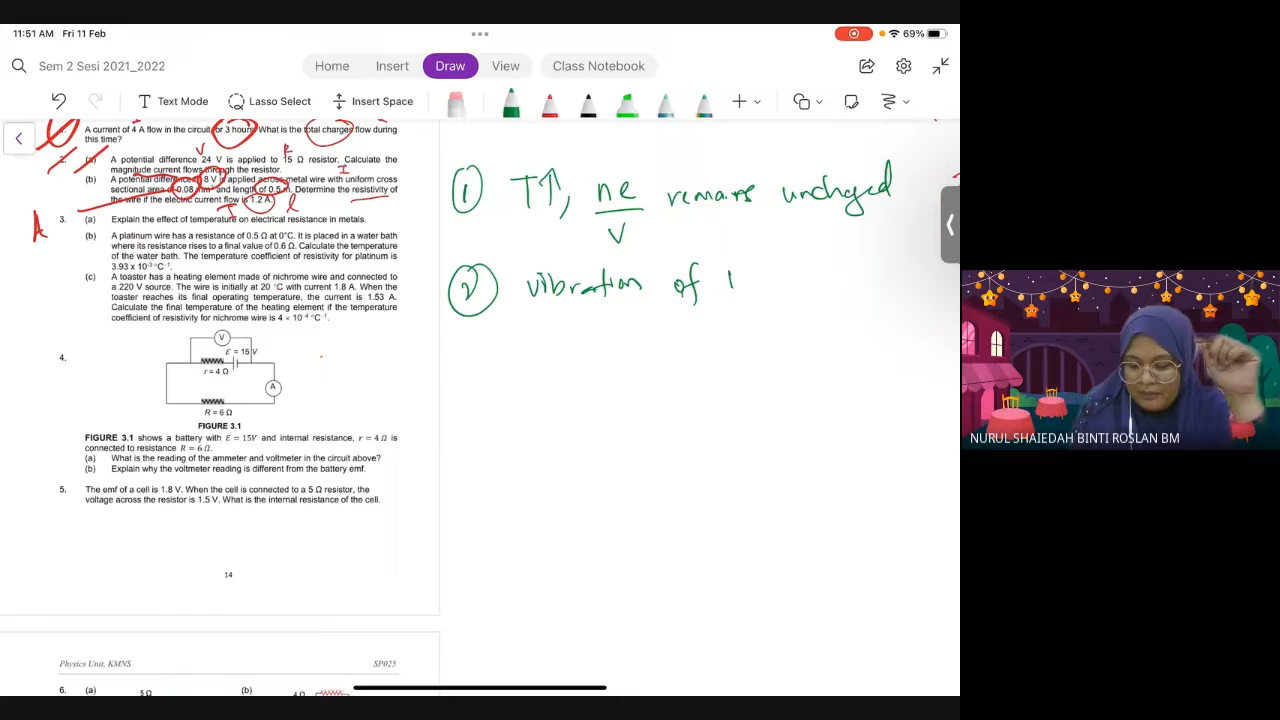 11:51 AM Fri 11 Feb
69%
Sem 2 Sesi 2021_2022
Home Insert Draw View Class Notebook
Text Mode Lasso Select Insert Space
A current of 4 A flow in the circuit for 3 hours. What is the total charge flow during
this time?
V R
2. (a) A potential difference 24 V is applied to 15 Ω resistor. Calculate the
magnitude current flows through the resistor.
I
(b) A potential difference of 8 V is applied across metal wire with uniform cross
sectional area of 0.08 and length of 0.5 m. Determine the resistivity of
the wire if the electric current flow is 1.2 A.
I l
A
3. (a) Explain the effect of temperature on electrical resistance in metals.
(b) A platinum wire has a resistance of 0.5 Ω at 0°C. It is placed in a water bath
where its resistance rises to a final value of 0.6 Ω. Calculate the temperature
of the water bath. The temperature coefficient of resistivity for platinum is
3.93 x 10⁻³ °C⁻¹.
(c) A toaster has a heating element made of nichrome wire and connected to
a 220 V source. The wire is initially at 20 °C with current 1.8 A. When the
toaster reaches its final operating temperature, the current is 1.53 A.
Calculate the final temperature of the heating element if the temperature
coefficient of resistivity for nichrome wire is 4 × 10⁻⁴ °C⁻¹.
4.
V
ℰ = 15 V
r = 4 Ω
A
R = 6 Ω
FIGURE 3.1
FIGURE 3.1 shows a battery with ℰ = 15V and internal resistance, r = 4 Ω is
connected to resistance R = 6 Ω.
(a) What is the reading of the ammeter and voltmeter in the circuit above?
(b) Explain why the voltmeter reading is different from the battery emf.
5. The emf of a cell is 1.8 V. When the cell is connected to a 5 Ω resistor, the
voltage across the resistor is 1.5 V. What is the internal resistance of the cell.
14
Physics Unit, KMNS SP025
6. (a) 5 Ω (b) 4 Ω
① T↑, ne remains unchged
V
② vibration of
NURUL SHAIEDAH BINTI ROSLAN BM